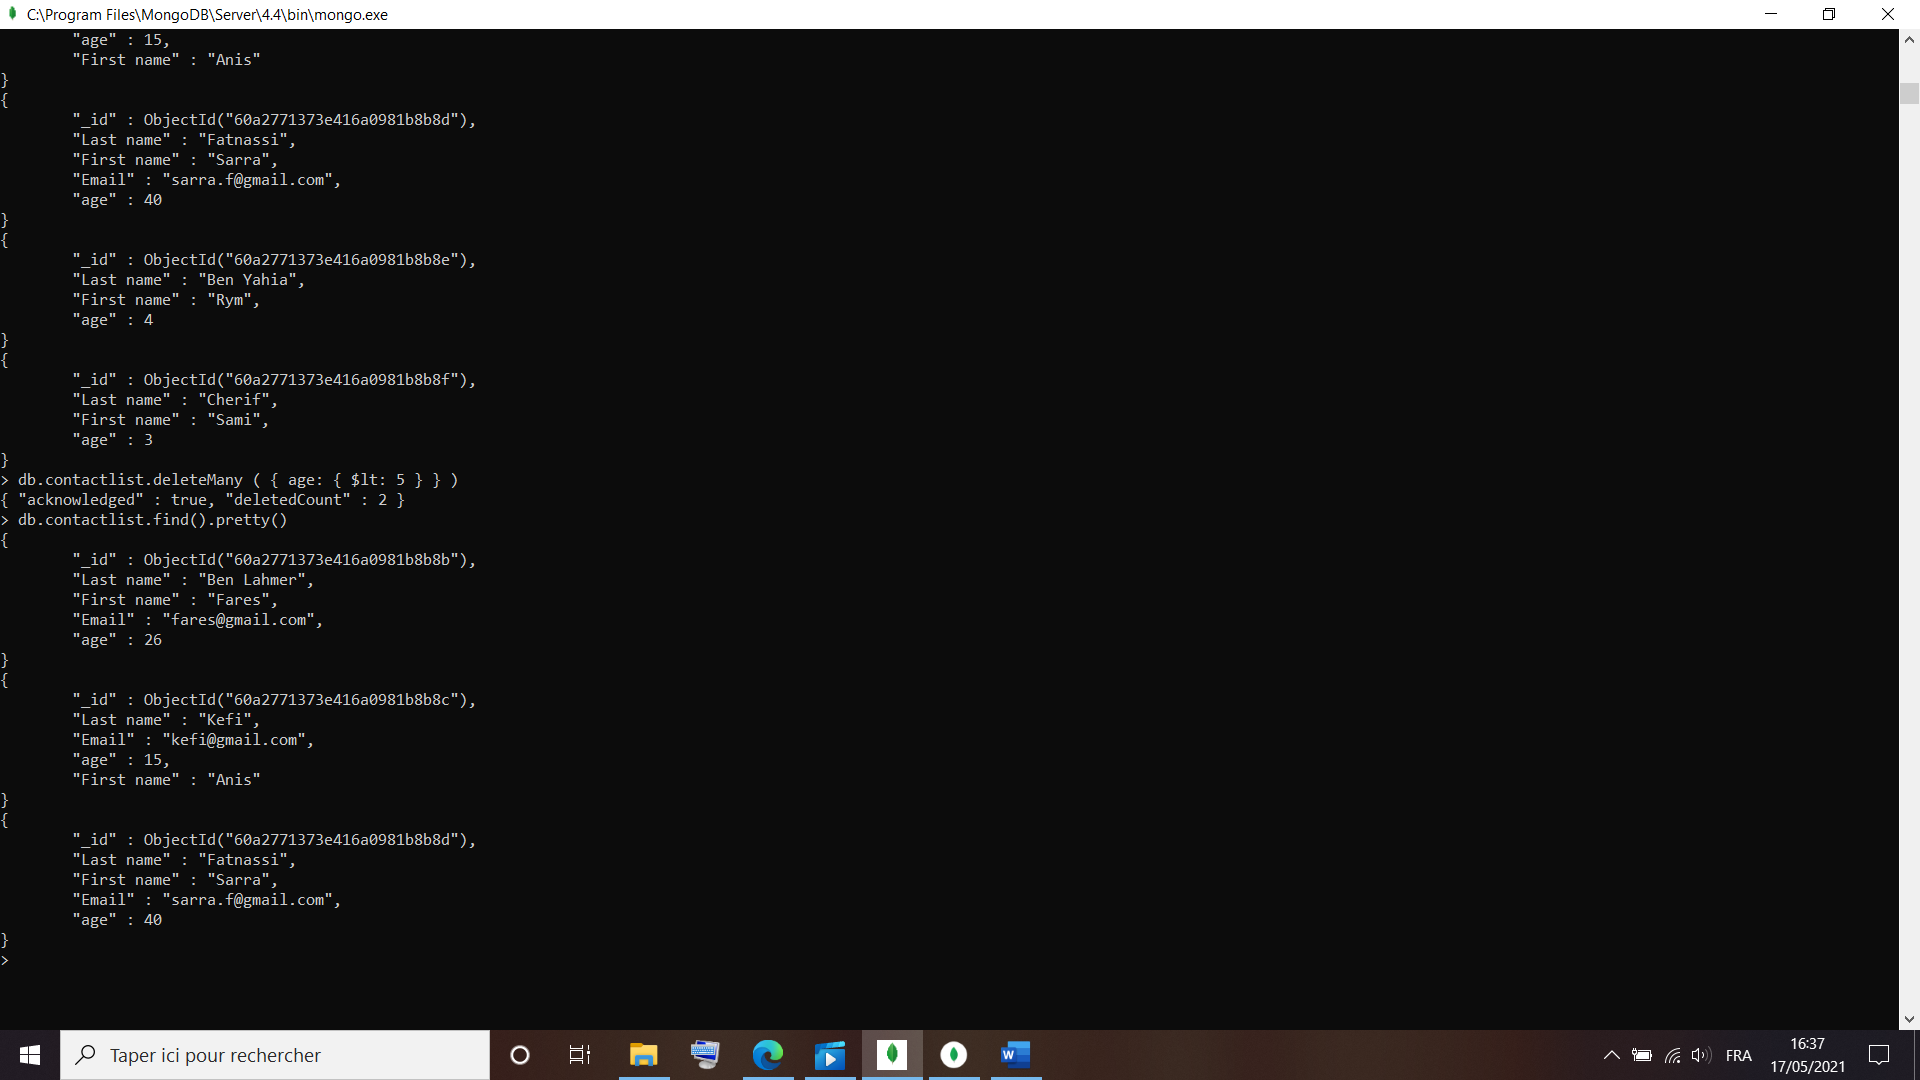 C:\Program Files\MongoDB\Server\4.4\bin\mongo.exe
"age" : 15,
"First name" : "Anis"
}
{
"_id" : ObjectId("60a2771373e416a0981b8b8d"),
"Last name" : "Fatnassi",
"First name" : "Sarra",
"Email" : "sarra.f@gmail.com",
"age" : 40
}
{
"_id" : ObjectId("60a2771373e416a0981b8b8e"),
"Last name" : "Ben Yahia",
"First name" : "Rym",
"age" : 4
}
{
"_id" : ObjectId("60a2771373e416a0981b8b8f"),
"Last name" : "Cherif",
"First name" : "Sami",
"age" : 3
}
> db.contactlist.deleteMany ( { age: { $lt: 5 } } )
{ "acknowledged" : true, "deletedCount" : 2 }
> db.contactlist.find().pretty()
{
"_id" : ObjectId("60a2771373e416a0981b8b8b"),
"Last name" : "Ben Lahmer",
"First name" : "Fares",
"Email" : "fares@gmail.com",
"age" : 26
}
{
"_id" : ObjectId("60a2771373e416a0981b8b8c"),
"Last name" : "Kefi",
"Email" : "kefi@gmail.com",
"age" : 15,
"First name" : "Anis"
}
{
"_id" : ObjectId("60a2771373e416a0981b8b8d"),
"Last name" : "Fatnassi",
"First name" : "Sarra",
"Email" : "sarra.f@gmail.com",
"age" : 40
}
>
Taper ici pour rechercher
W
FRA
16:37
17/05/2021